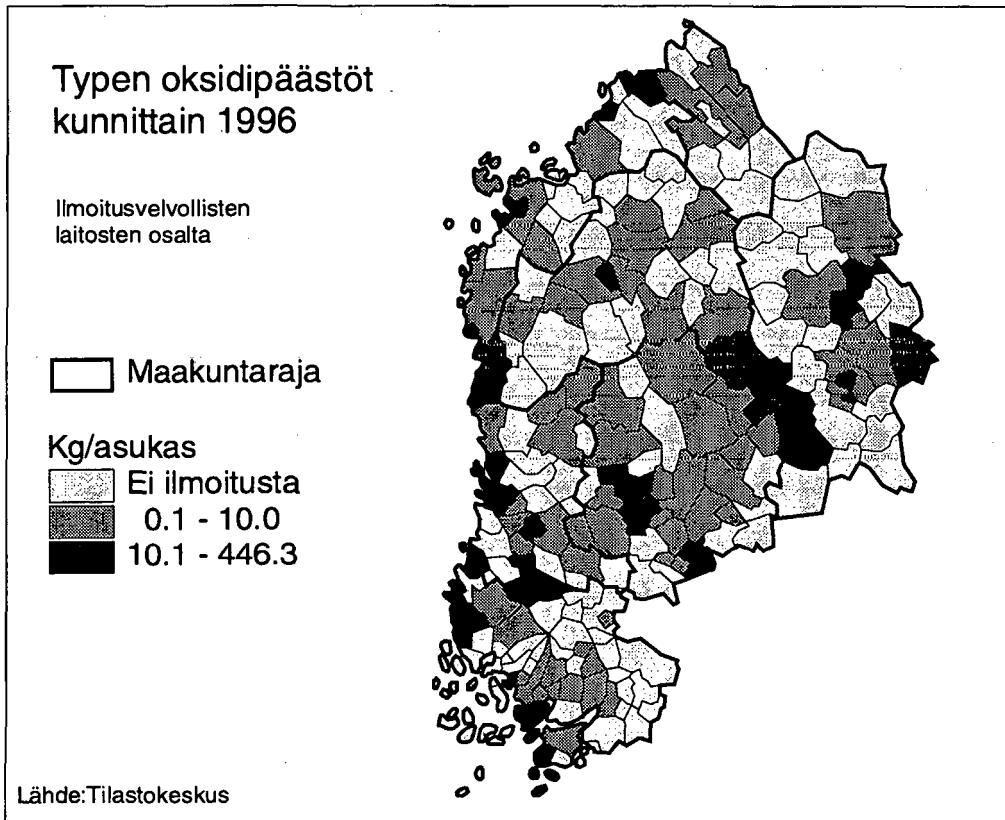 Typen oksidipäästöt
kunnittain 1996
Ilmoitusvelvollisten
laitosten osalta
Maakuntaraja
Kg/asukas
Ei ilmoitusta
0.1 - 10.0
10.1 - 446.3
Lähde:Tilastokeskus